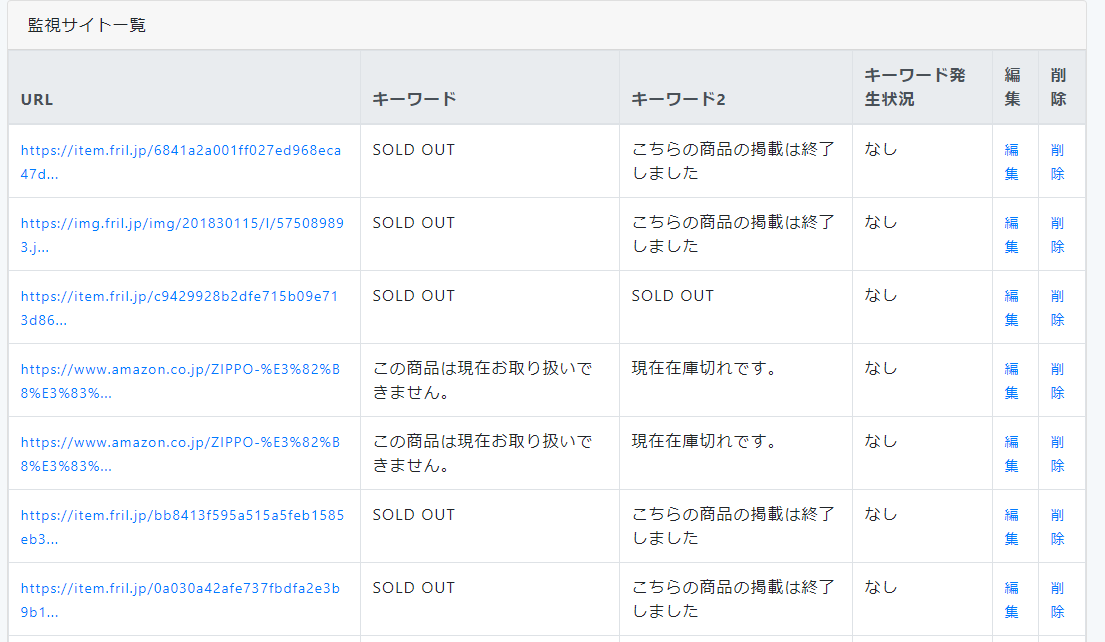 監視サイト一覧
URL
キーワード
キーワード2
キーワード発
生状況
編
集
削
除
https://item.fril.jp/6841a2a001ff027ed968eca
47d...
SOLD OUT
こちらの商品の掲載は終了
しました
なし
編
集
削
除
https://img.fril.jp/img/201830115/l/57508989
3.j...
SOLD OUT
こちらの商品の掲載は終了
しました
なし
編
集
削
除
https://item.fril.jp/c9429928b2dfe715b09e71
3d86...
SOLD OUT
SOLD OUT
なし
編
集
削
除
https://www.amazon.co.jp/ZIPPO-%E3%82%B
8%E3%83%...
この商品は現在お取り扱いで
きません。
現在在庫切れです。
なし
編
集
削
除
https://www.amazon.co.jp/ZIPPO-%E3%82%B
8%E3%83%...
この商品は現在お取り扱いで
きません。
現在在庫切れです。
なし
編
集
削
除
https://item.fril.jp/bb8413f595a515a5feb1585
eb3...
SOLD OUT
こちらの商品の掲載は終了
しました
なし
編
集
削
除
https://item.fril.jp/0a030a42afe737fbdfa2e3b
9b1...
SOLD OUT
こちらの商品の掲載は終了
しました
なし
編
集
削
除